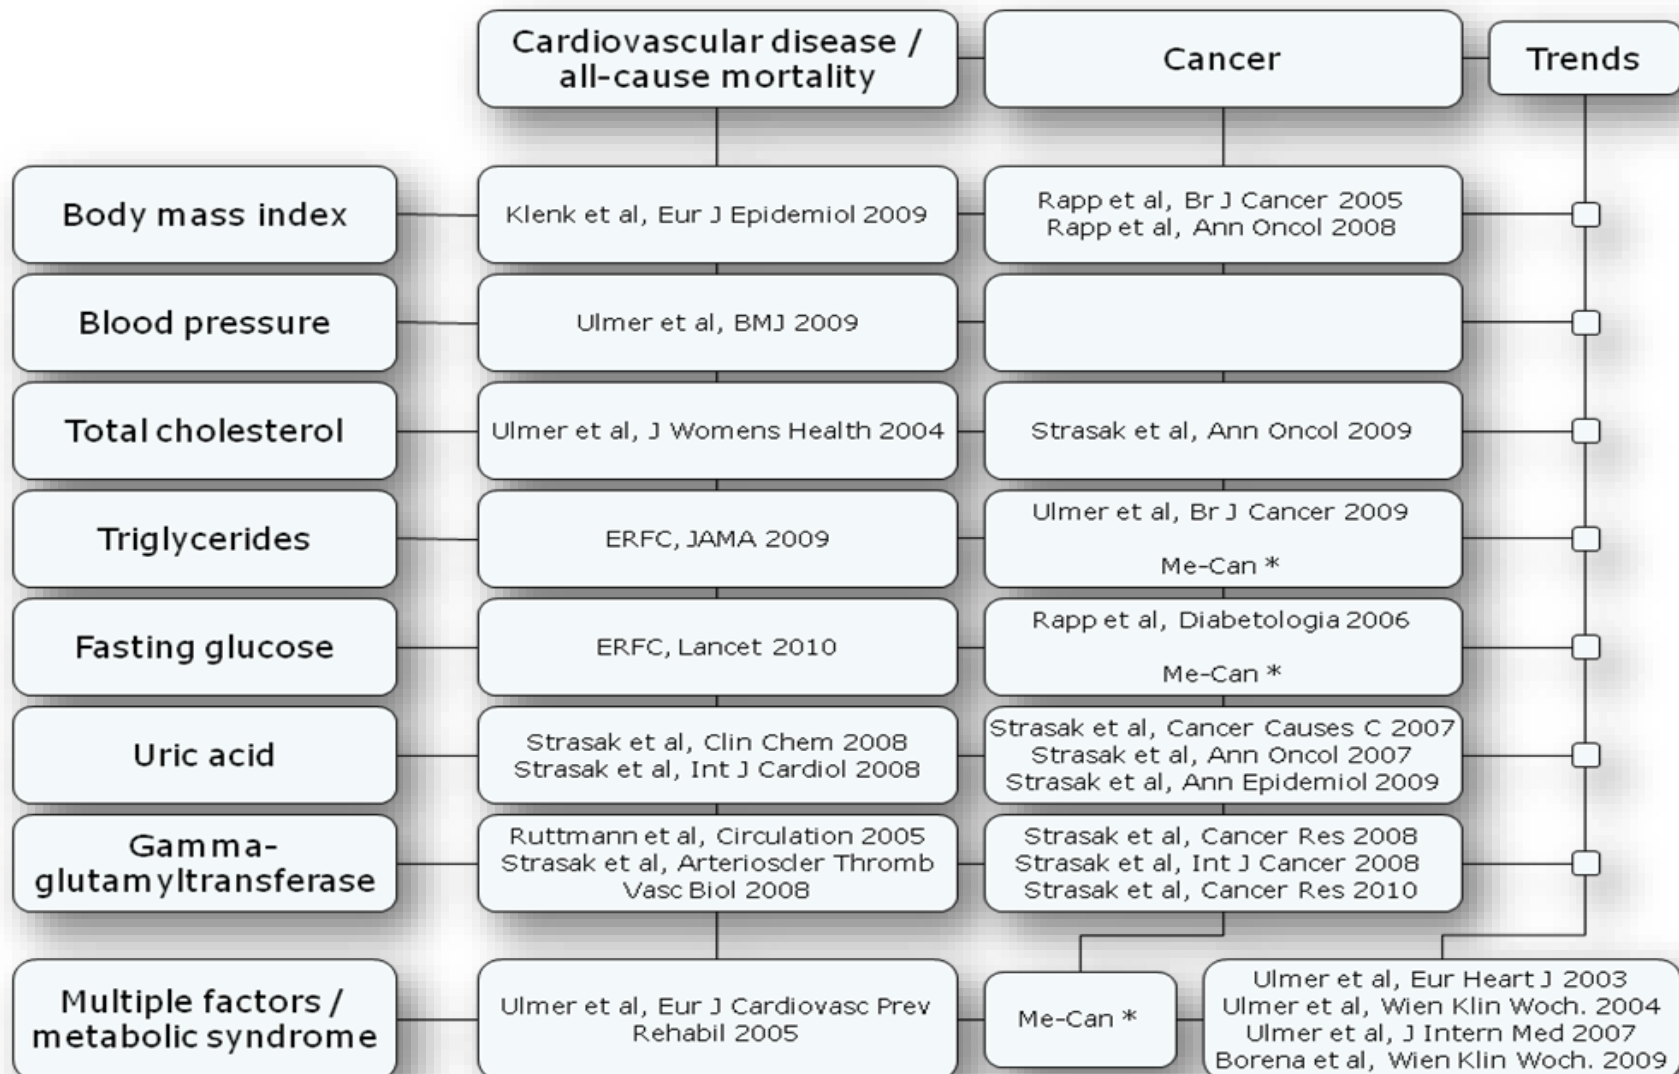 Cardiovascular disease /
all-cause mortality
Cancer
Trends
Body mass index
Klenk et al, Eur J Epidemiol 2009
Rapp et al, Br J Cancer 2005
Rapp et al, Ann Oncol 2008
Blood pressure
Ulmer et al, BMJ 2009
Total cholesterol
Ulmer et al, J Womens Health 2004
Strasak et al, Ann Oncol 2009
Triglycerides
ERFC, JAMA 2009
Ulmer et al, Br J Cancer 2009
Me-Can *
Fasting glucose
ERFC, Lancet 2010
Rapp et al, Diabetologia 2006
Me-Can *
Uric acid
Strasak et al, Clin Chem 2008
Strasak et al, Int J Cardiol 2008
Strasak et al, Cancer Causes C 2007
Strasak et al, Ann Oncol 2007
Strasak et al, Ann Epidemiol 2009
Gamma-
glutamyltransferase
Ruttmann et al, Circulation 2005
Strasak et al, Arterioscler Thromb
Vasc Biol 2008
Strasak et al, Cancer Res 2008
Strasak et al, Int J Cancer 2008
Strasak et al, Cancer Res 2010
Multiple factors /
metabolic syndrome
Ulmer et al, Eur J Cardiovasc Prev
Rehabil 2005
Me-Can *
Ulmer et al, Eur Heart J 2003
Ulmer et al, Wien Klin Woch. 2004
Ulmer et al, J Intern Med 2007
Borena et al, Wien Klin Woch. 2009